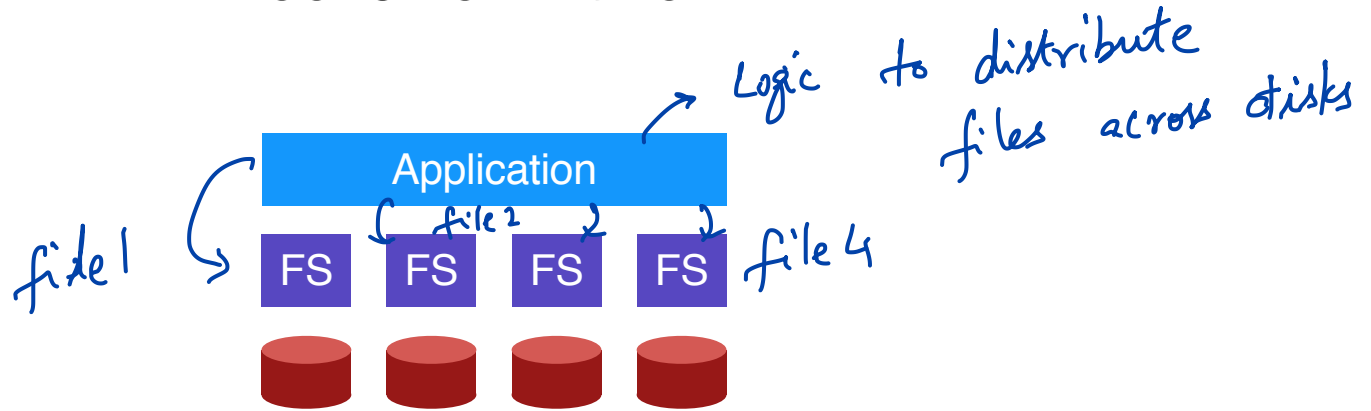 Logic to distribute
files across disks
Application
file 1
file 2
FS FS FS FS
file 4